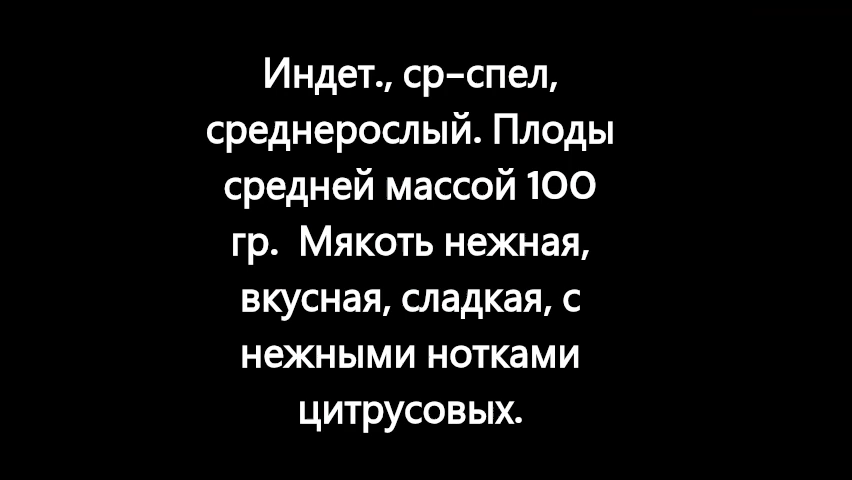 Индет., ср-спел,
среднерослый. Плоды
средней массой 100
гр.  Мякоть нежная,
вкусная, сладкая, с
нежными нотками
цитрусовых.